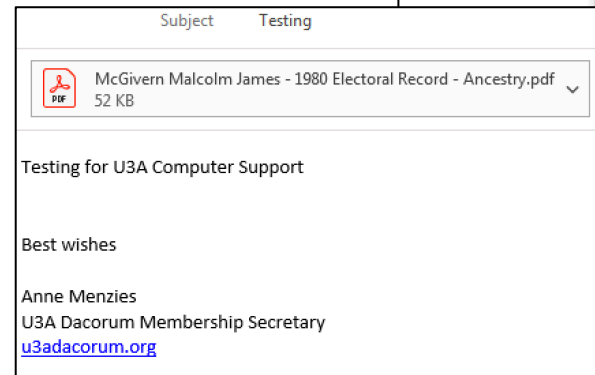 Subject Testing
McGivern Malcolm James - 1980 Electoral Record - Ancestry.pdf
PDF
52 KB
Testing for U3A Computer Support
Best wishes
Anne Menzies
U3A Dacorum Membership Secretary
u3adacorum.org